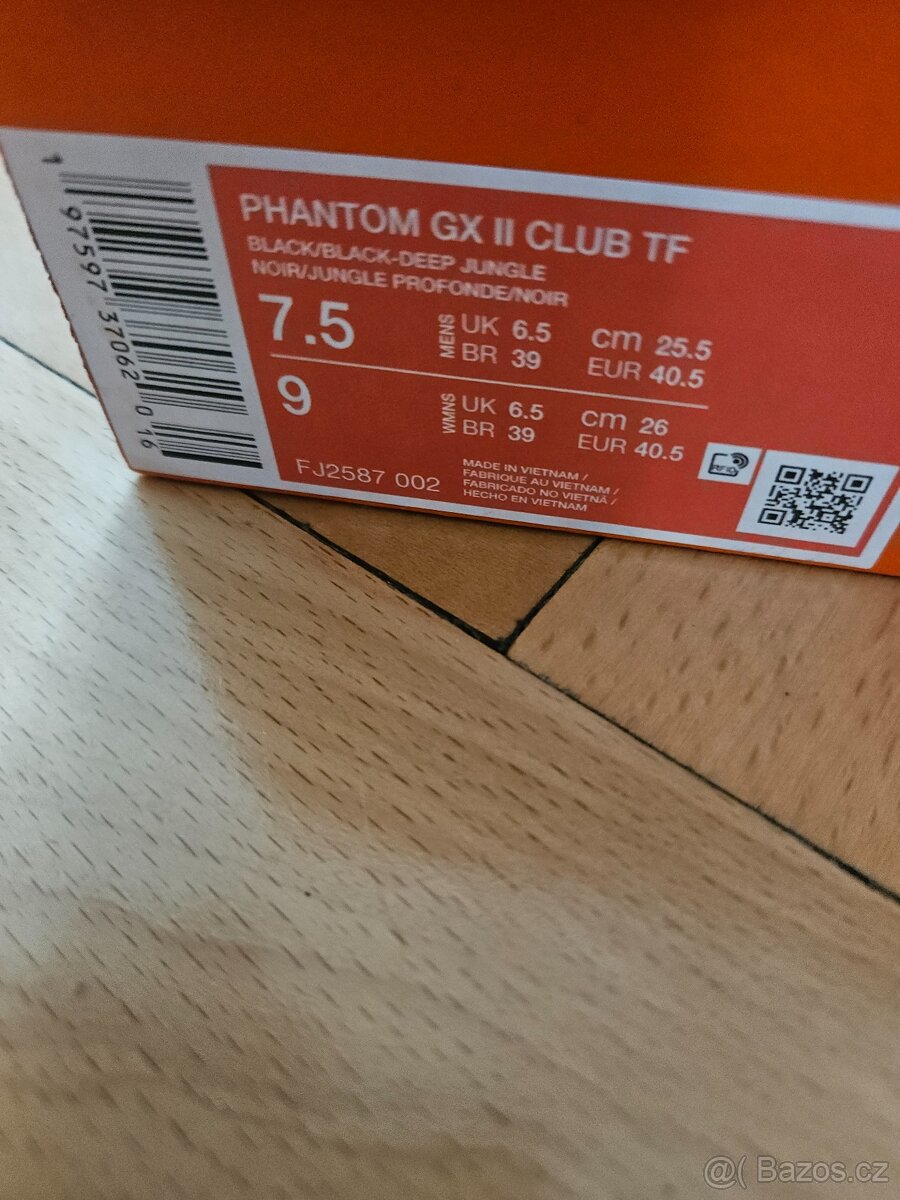 PHANTOM GX II CLUB TF
BLACK/BLACK-DEEP JUNGLE
NOIR/JUNGLE PROFONDE/NOIR
7.5 MENS UK 6.5 cm 25.5
BR 39 EUR 40.5
9 WMNS UK 6.5 cm 26
BR 39 EUR 40.5
FJ2587 002
MADE IN VIETNAM /
FABRIQUE AU VIETNAM /
FABRICADO NO VIETNÃ /
HECHO EN VIETNAM
RFID
1 97597 37062 0 16
@( Bazos.cz